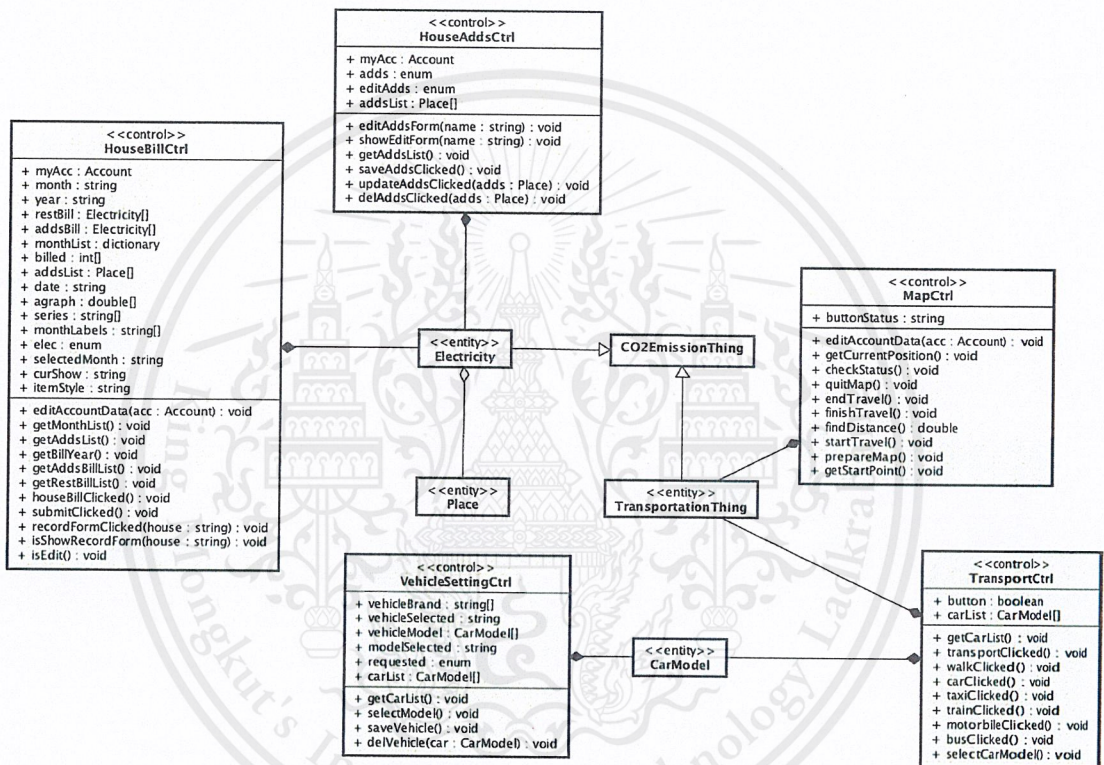 <<control>>
HouseAddsCtrl
+ myAcc : Account
+ adds : enum
+ editAdds : enum
+ addsList : Place[]
+ editAddsForm(name : string) : void
+ showEditForm(name : string) : void
+ getAddsList() : void
+ saveAddsClicked() : void
+ updateAddsClicked(adds : Place) : void
+ delAddsClicked(adds : Place) : void
<<control>>
HouseBillCtrl
+ myAcc : Account
+ month : string
+ year : string
+ restBill : Electricity[]
+ addsBill : Electricity[]
+ monthList : dictionary
+ billed : int[]
+ addsList : Place[]
+ date : string
+ agraph : double[]
+ series : string[]
+ monthLabels : string[]
+ elec : enum
+ selectedMonth : string
+ curShow : string
+ itemStyle : string
+ editAccountData(acc : Account) : void
+ getMonthList() : void
+ getAddsList() : void
+ getBillYear() : void
+ getAddsBillList() : void
+ getRestBillList() : void
+ houseBillClicked() : void
+ submitClicked() : void
+ recordFormClicked(house : string) : void
+ isShowRecordForm(house : string) : void
+ isEdit() : void
<<entity>>
Electricity
CO2EmissionThing
<<control>>
MapCtrl
+ buttonStatus : string
+ editAccountData(acc : Account) : void
+ getCurrentPosition() : void
+ checkStatus() : void
+ quitMap() : void
+ endTravel() : void
+ finishTravel() : void
+ findDistance() : double
+ startTravel() : void
+ prepareMap() : void
+ getStartPoint() : void
<<entity>>
Place
<<entity>>
TransportationThing
<<control>>
VehicleSettingCtrl
+ vehicleBrand : string[]
+ vehicleSelected : string
+ vehicleModel : CarModel[]
+ modelSelected : string
+ requested : enum
+ carList : CarModel[]
+ getCarList() : void
+ selectModel() : void
+ saveVehicle() : void
+ delVehicle(car : CarModel) : void
<<entity>>
CarModel
<<control>>
TransportCtrl
+ button : boolean
+ carList : CarModel[]
+ getCarList() : void
+ transportClicked() : void
+ walkClicked() : void
+ carClicked() : void
+ taxiClicked() : void
+ trainClicked() : void
+ motorbileClicked() : void
+ busClicked() : void
+ selectCarModel() : void